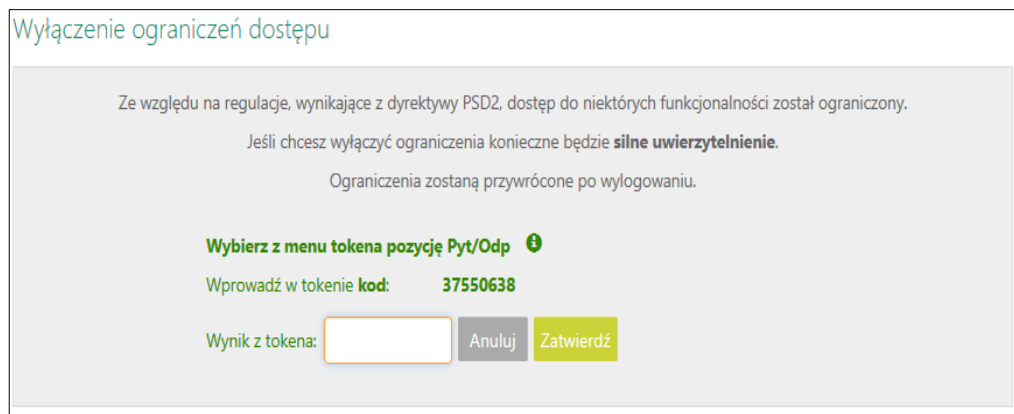 Wyłączenie ograniczeń dostępu
Ze względu na regulacje, wynikające z dyrektywy PSD2, dostęp do niektórych funkcjonalności został ograniczony.
Jeśli chcesz wyłączyć ograniczenia konieczne będzie silne uwierzytelnienie.
Ograniczenia zostaną przywrócone po wylogowaniu.
Wybierz z menu tokena pozycję Pyt/Odp
Wprowadź w tokenie kod: 37550638
Wynik z tokena: Anuluj Zatwierdź